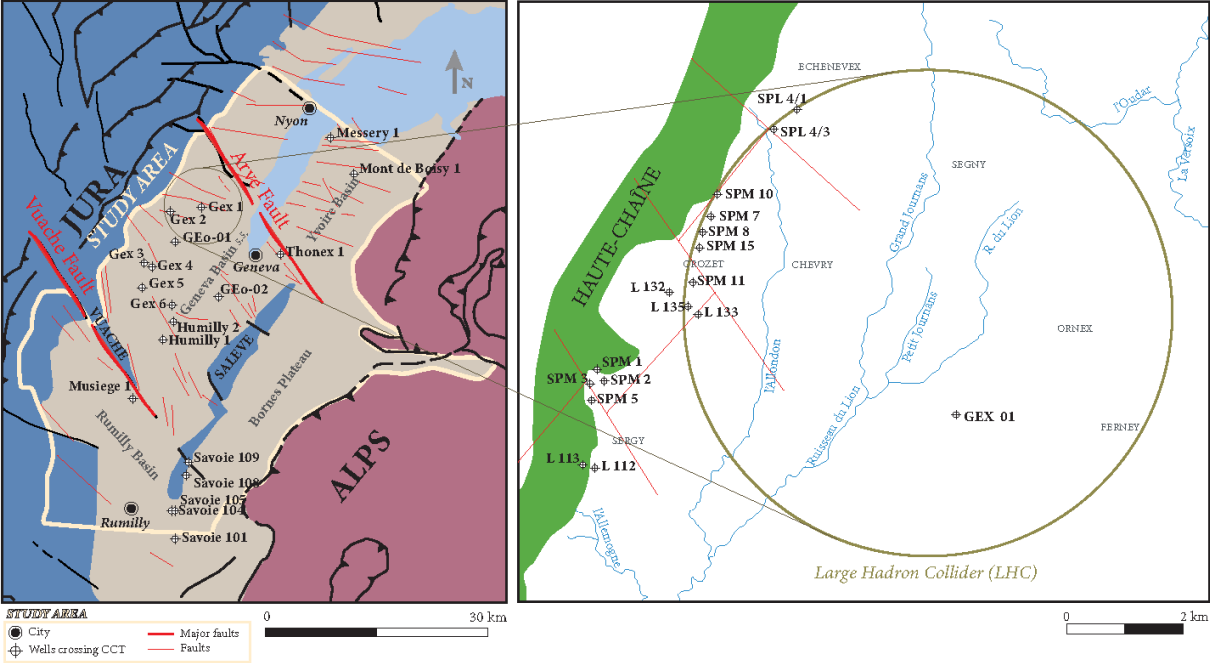 JURA
STUDY AREA
Vuache Fault
Arve Fault
N
Nyon
Messery 1
Mont de Boisy 1
Yvoire Basin
Gex 1
Gex 2
GEo-01
Gex 3
Gex 4
Gex 5
Gex 6
Geneva Basin s.s.
Geneva
Thonex 1
GEo-02
Humilly 2
Humilly 1
VUACHE
SALEVE
Musiege 1
Bornes Plateau
Rumilly Basin
Savoie 109
Savoie 108
Savoie 105
Savoie 104
Rumilly
Savoie 101
ALPS
HAUTE-CHAÎNE
ECHENEVEX
SPL 4/1
SPL 4/3
l'Oudar
La Versoix
SEGNY
SPM 10
SPM 7
SPM 8
SPM 15
CROZET
CHEVRY
SPM 11
L 132
L 135
L 133
Grand Journans
R. du Lion
Petit Journans
ORNEX
l'Allondon
SPM 1
SPM 3
SPM 2
SPM 5
Ruisseau du Lion
GEX 01
FERNEY
SERGY
L 113
L 112
l'Allemogne
Large Hadron Collider (LHC)
STUDY AREA
City
Wells crossing CCT
Major faults
Faults
0 30 km
0 2 km